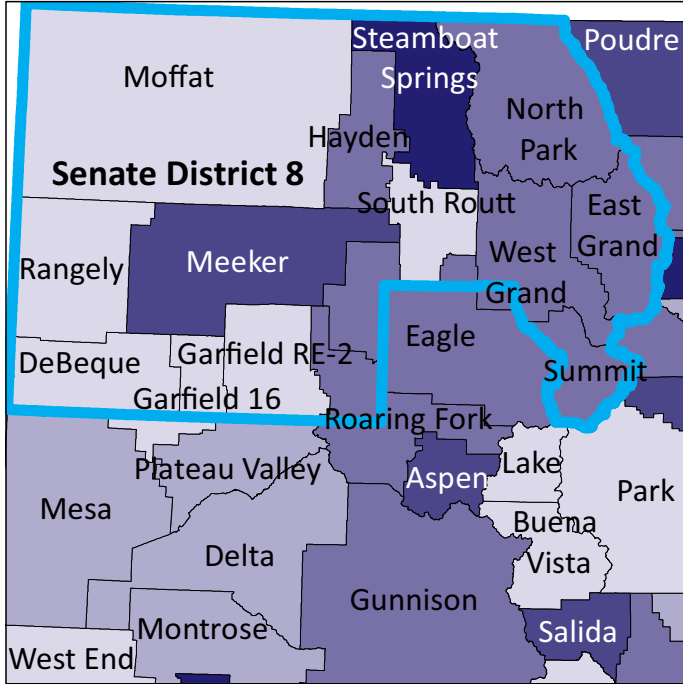 Steamboat
Springs
Poudre
Moffat
North
Park
Hayden
Senate District 8
South Routt
East
Grand
Rangely
Meeker
West
Grand
Eagle
DeBeque
Garfield RE-2
Summit
Garfield 16
Roaring Fork
Plateau Valley
Aspen
Lake
Park
Mesa
Buena
Vista
Delta
Gunnison
Montrose
Salida
West End